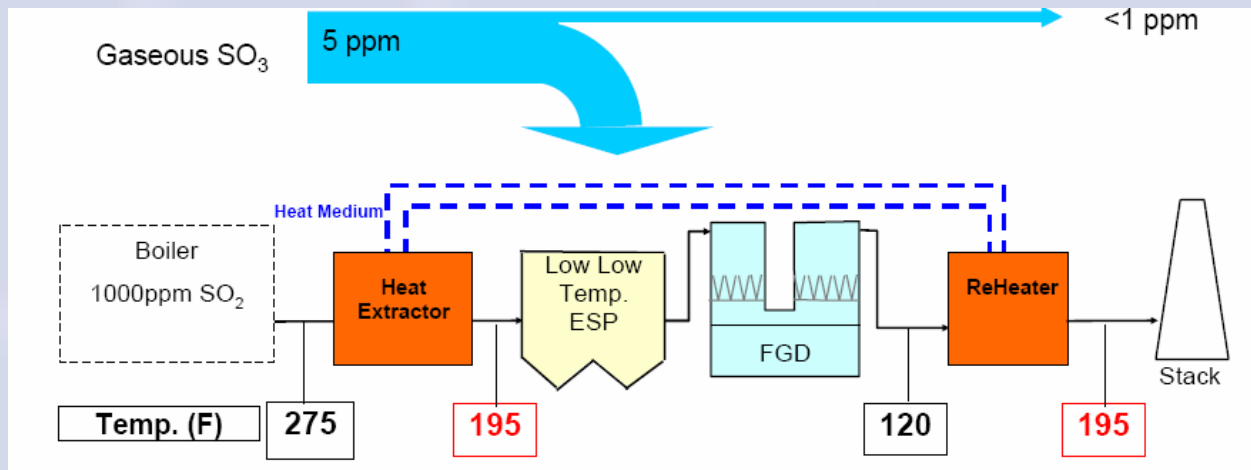 <1 ppm
5 ppm
Gaseous SO₃
Heat Medium
Boiler
1000ppm SO₂
Heat
Extractor
Low Low
Temp.
ESP
FGD
ReHeater
Stack
Temp. (F)
275
195
120
195